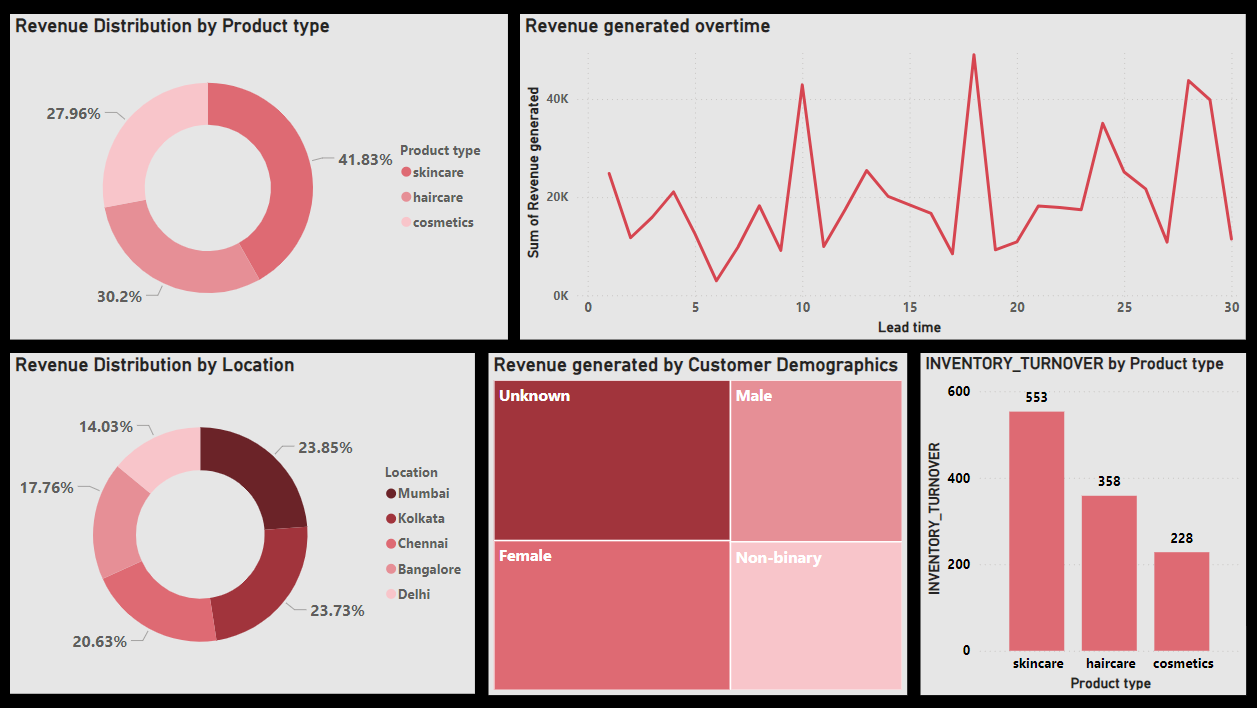 Revenue Distribution by Product type
27.96%
41.83%
30.2%
Product type
skincare
haircare
cosmetics
Revenue generated overtime
Sum of Revenue generated
40K
20K
0K
0
5
10
15
20
25
30
Lead time
Revenue Distribution by Location
14.03%
23.85%
17.76%
23.73%
20.63%
Location
Mumbai
Kolkata
Chennai
Bangalore
Delhi
Revenue generated by Customer Demographics
Unknown
Male
Female
Non-binary
INVENTORY_TURNOVER by Product type
INVENTORY_TURNOVER
600
400
200
0
553
358
228
skincare
haircare
cosmetics
Product type